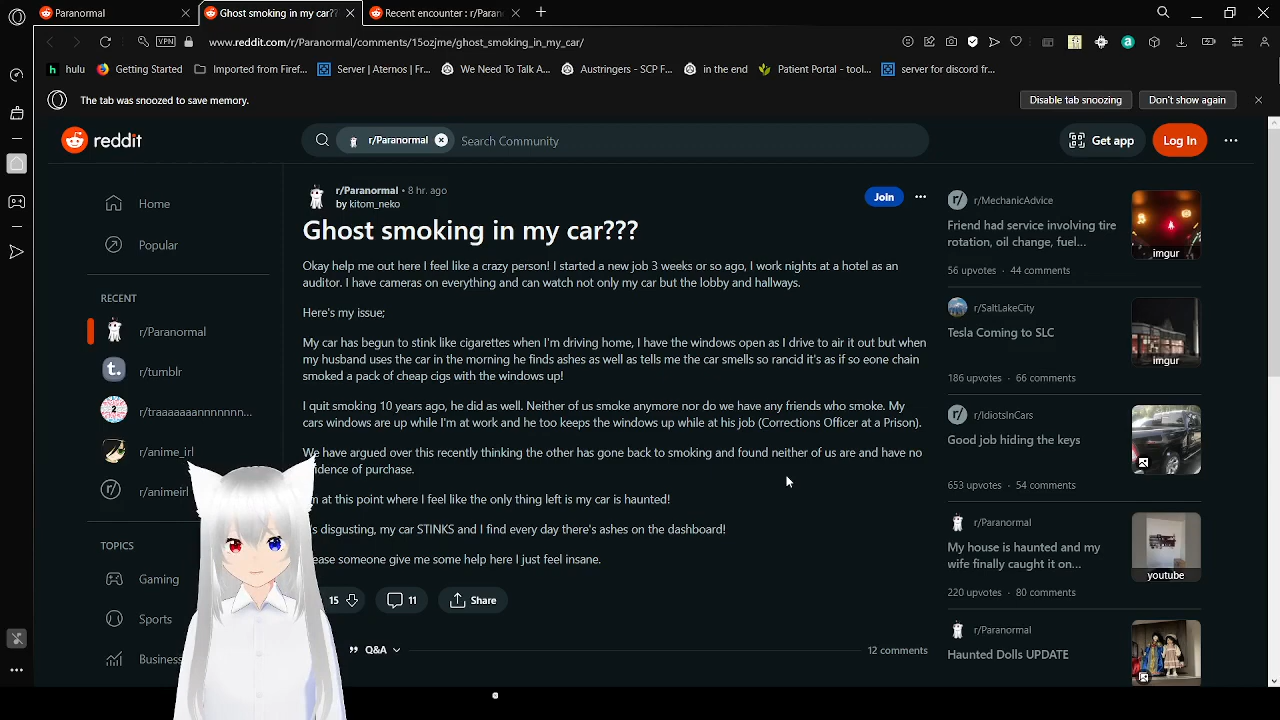 Paranormal
Ghost smoking in my car??
Recent encounter : r/Paran
VPN
www.reddit.com/r/Paranormal/comments/15ozjme/ghost_smoking_in_my_car/
hulu
Getting Started
Imported from Firef...
Server | Aternos | Fr...
We Need To Talk A...
Austringers - SCP F...
in the end
Patient Portal - tool...
server for discord fr...
The tab was snoozed to save memory.
Disable tab snoozing
Don't show again
reddit
r/Paranormal
Search Community
Get app
Log In
Home
Popular
RECENT
r/Paranormal
r/tumblr
r/traaaaaaannnnnnn...
r/anime_irl
r/animeirl
TOPICS
Gaming
Sports
Business
r/Paranormal • 8 hr. ago
by kitom_neko
Join
Ghost smoking in my car???
Okay help me out here I feel like a crazy person! I started a new job 3 weeks or so ago, I work nights at a hotel as an
auditor. I have cameras on everything and can watch not only my car but the lobby and hallways.
Here's my issue;
My car has begun to stink like cigarettes when I'm driving home, I have the windows open as I drive to air it out but when
my husband uses the car in the morning he finds ashes as well as tells me the car smells so rancid it's as if so eone chain
smoked a pack of cheap cigs with the windows up!
I quit smoking 10 years ago, he did as well. Neither of us smoke anymore nor do we have any friends who smoke. My
cars windows are up while I'm at work and he too keeps the windows up while at his job (Corrections Officer at a Prison).
We have argued over this recently thinking the other has gone back to smoking and found neither of us are and have no
idence of purchase.
m at this point where I feel like the only thing left is my car is haunted!
's disgusting, my car STINKS and I find every day there's ashes on the dashboard!
ease someone give me some help here I just feel insane.
15
11
Share
Q&A
12 comments
r/MechanicAdvice
Friend had service involving tire
rotation, oil change, fuel...
56 upvotes • 44 comments
imgur
r/SaltLakeCity
Tesla Coming to SLC
186 upvotes • 66 comments
imgur
r/IdiotsInCars
Good job hiding the keys
653 upvotes • 54 comments
r/Paranormal
My house is haunted and my
wife finally caught it on...
220 upvotes • 80 comments
youtube
r/Paranormal
Haunted Dolls UPDATE